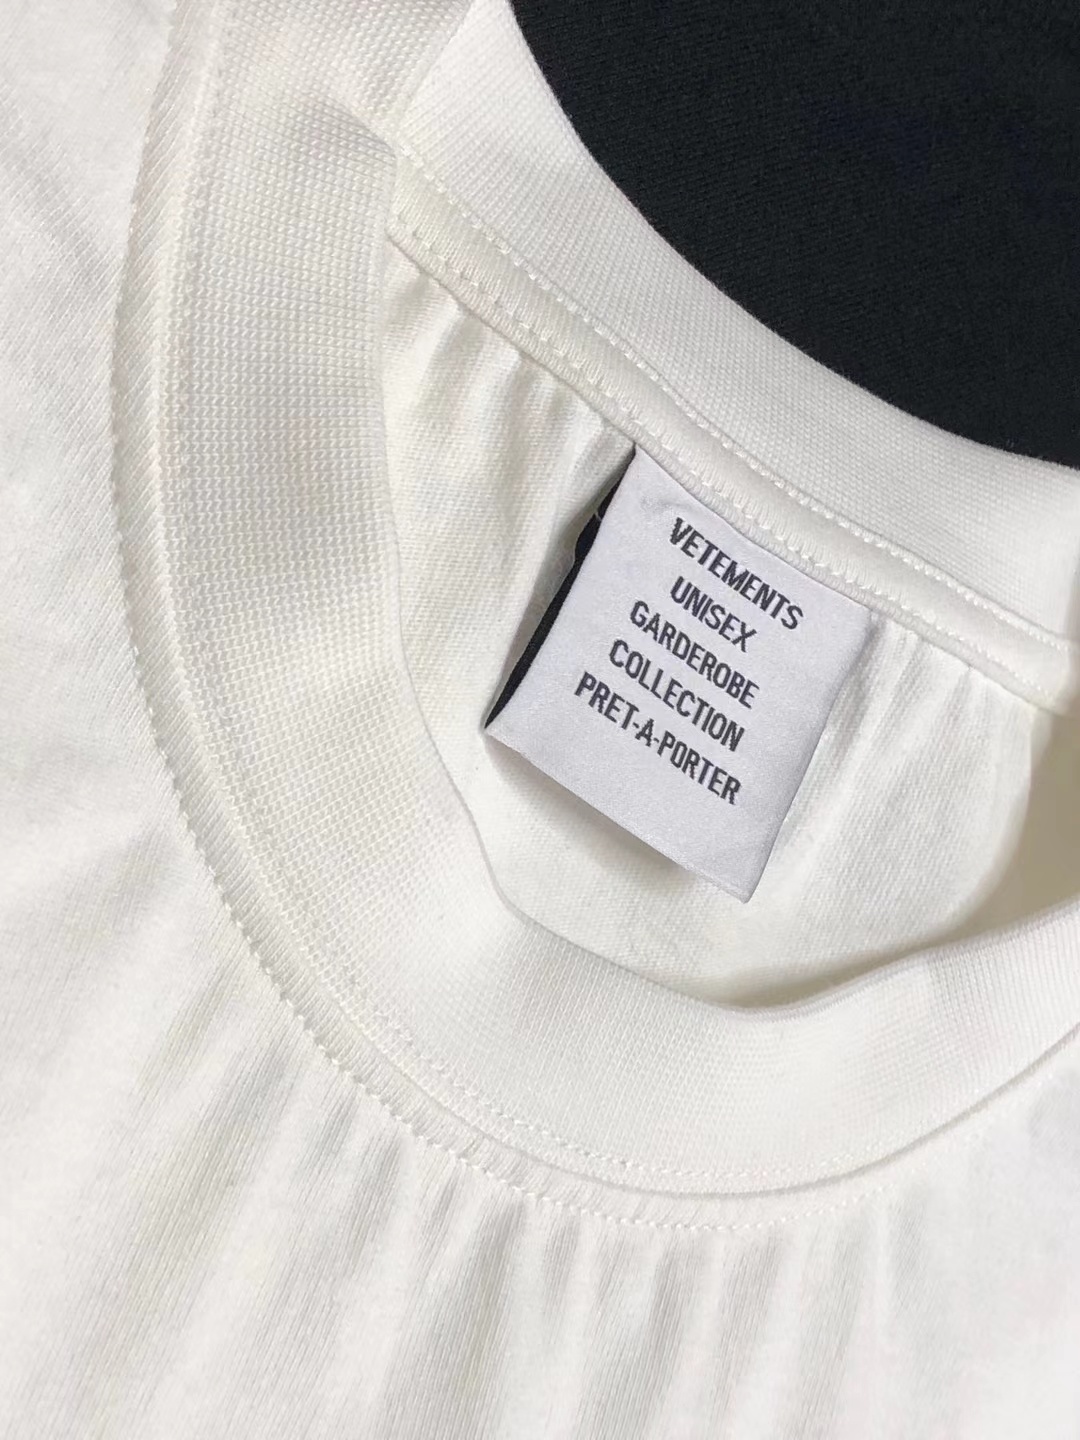 VETEMENTS
UNISEX
GARDEROBE
COLLECTION
PRET-À-PORTER